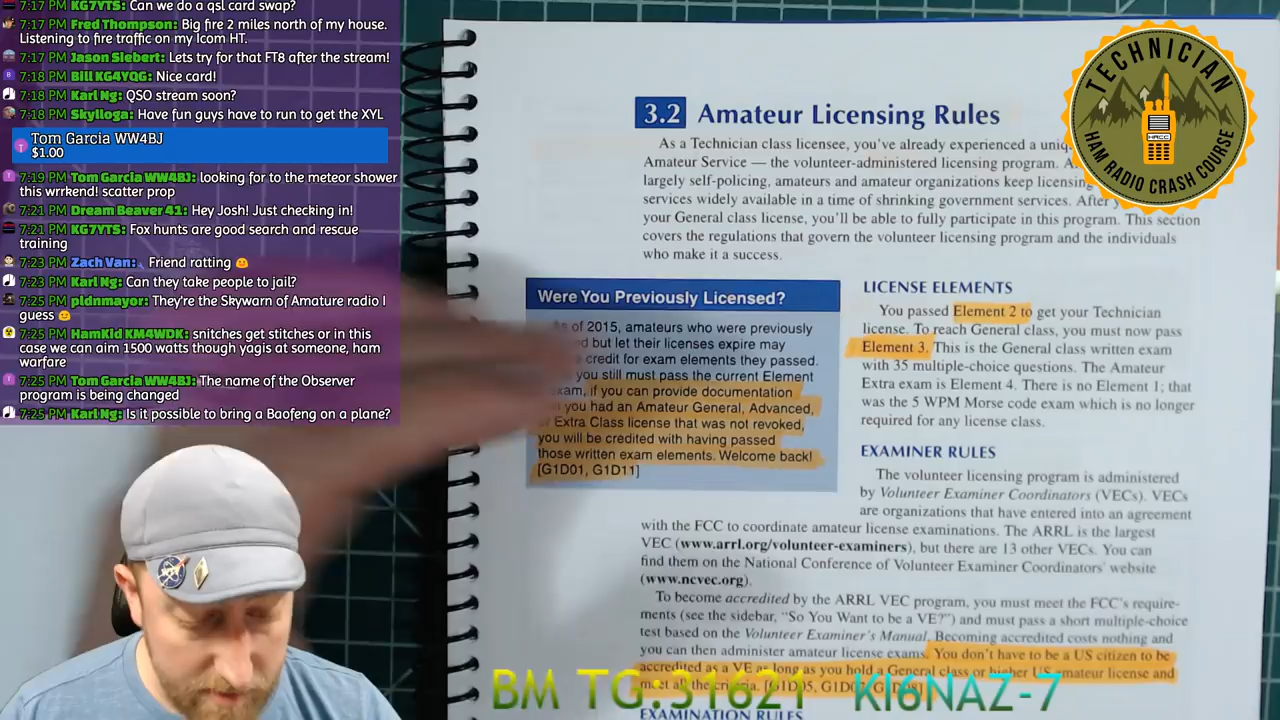 7:17 PM KG7YTS: Can we do a qsl card swap?
7:17 PM Fred Thompson: Big fire 2 miles north of my house.
Listening to fire traffic on my Icom HT.
7:17 PM Jason Siebert: Lets try for that FT8 after the stream!
7:18 PM Bill KG4YQG: Nice card!
7:18 PM Karl Ng: QSO stream soon?
7:18 PM Skylloga: Have fun guys have to run to get the XYL
Tom Garcia WW4BJ
$1.00
7:19 PM Tom Garcia WW4BJ: looking for to the meteor shower
this wrrkend! scatter prop
7:21 PM Dream Beaver 41: Hey Josh! Just checking in!
7:21 PM KG7YTS: Fox hunts are good search and rescue
training
7:23 PM Zach Van: Friend ratting
7:23 PM Karl Ng: Can they take people to jail?
7:25 PM pldnmayor: They're the Skywarn of Amature radio I
guess
7:25 PM HamKid KM4WDK: snitches get stitches or in this
case we can aim 1500 watts though yagis at someone, ham
warfare
7:25 PM Tom Garcia WW4BJ: The name of the Observer
program is being changed
7:25 PM Karl Ng: Is it possible to bring a Baofeng on a plane?
TECHNICIAN
HRCC
HAM RADIO CRASH COURSE
3.2 Amateur Licensing Rules
As a Technician class licensee, you've already experienced a
Amateur Service — the volunteer-administered licensing program.
largely self-policing, amateurs and amateur organizations keep licensing
services widely available in a time of shrinking government services. After
your General class license, you'll be able to fully participate in this program. This section
covers the regulations that govern the volunteer licensing program and the individuals
who make it a success.
Were You Previously Licensed?
As of 2015, amateurs who were previously
but let their licenses expire may
credit for exam elements they passed.
you still must pass the current Element
exam, if you can provide documentation
you had an Amateur General, Advanced,
or Extra Class license that was not revoked,
you will be credited with having passed
those written exam elements. Welcome back!
[G1D01, G1D11]
LICENSE ELEMENTS
You passed Element 2 to get your Technician
license. To reach General class, you must now pass
Element 3. This is the General class written exam
with 35 multiple-choice questions. The Amateur
Extra exam is Element 4. There is no Element 1; that
was the 5 WPM Morse code exam which is no longer
required for any license class.
EXAMINER RULES
The volunteer licensing program is administered
by Volunteer Examiner Coordinators (VECs). VECs
are organizations that have entered into an agreement
with the FCC to coordinate amateur license examinations. The ARRL is the largest
VEC (www.arrl.org/volunteer-examiners), but there are 13 other VECs. You can
find them on the National Conference of Volunteer Examiner Coordinators' website
(www.ncvec.org).
To become accredited by the ARRL VEC program, you must meet the FCC's require-
ments (see the sidebar, "So You Want to be a VE?") and must pass a short multiple-choice
test based on the Volunteer Examiner's Manual. Becoming accredited costs nothing and
you can then administer amateur license exams. You don't have to be a US citizen to be
accredited as a VE as long as you hold a General class or higher US amateur license and
meet all the criteria. [G1D05,
BM TG:31621 KI6NAZ-7
EXAMINATION RULES